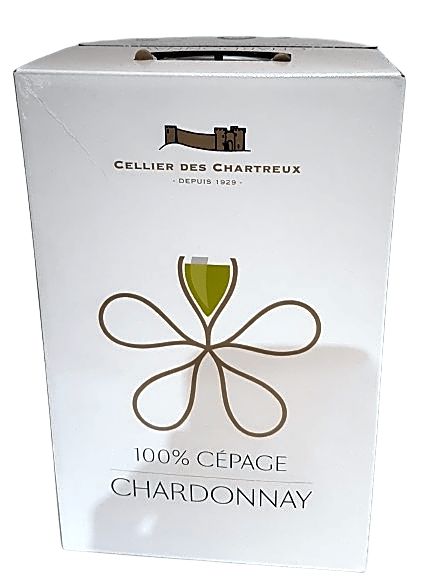 CELLIER DES CHARTREUX
- DEPUIS 1929 -
100% CÉPAGE
CHARDONNAY